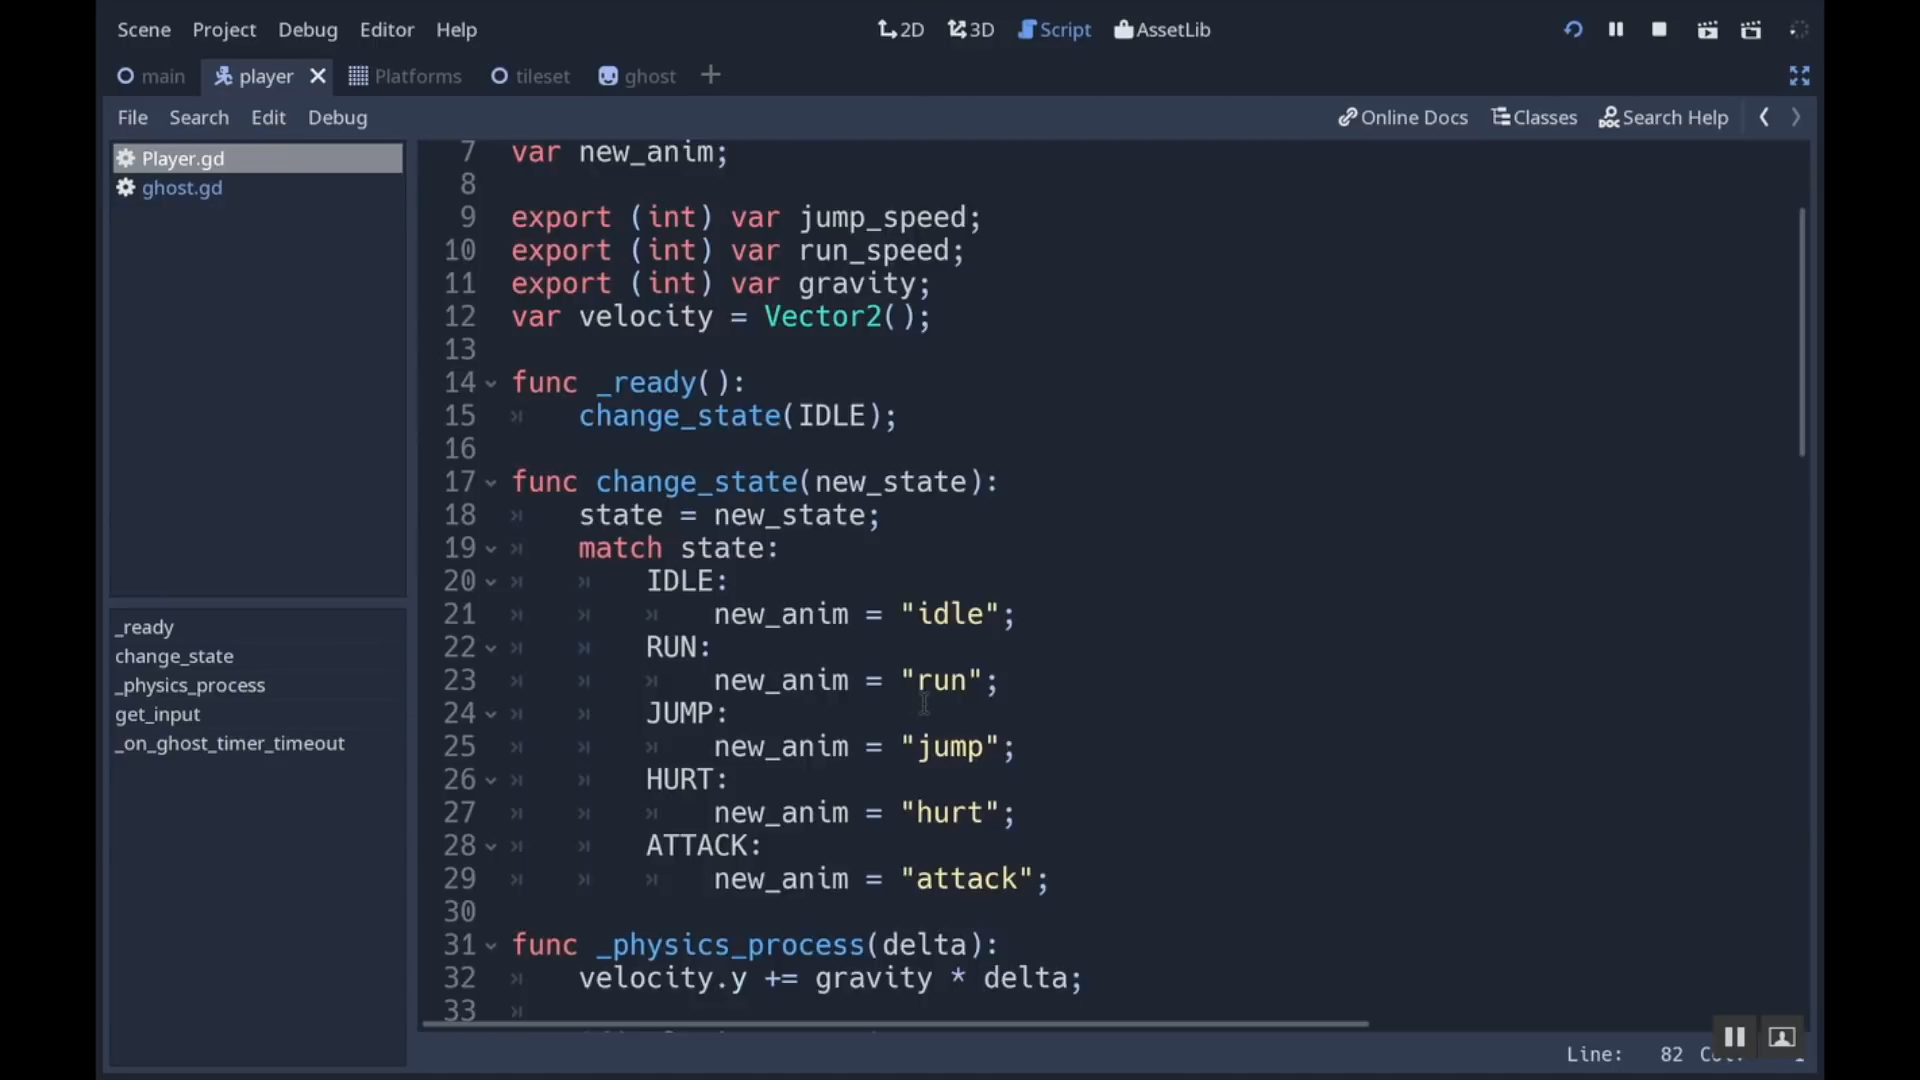 Scene Project Debug Editor Help 2D 3D Script AssetLib
main player Platforms tileset ghost
File Search Edit Debug Online Docs Classes Search Help
Player.gd
ghost.gd
_ready
change_state
_physics_process
get_input
_on_ghost_timer_timeout
7 var new_anim;
8
9 export (int) var jump_speed;
10 export (int) var run_speed;
11 export (int) var gravity;
12 var velocity = Vector2();
13
14 func _ready():
15 change_state(IDLE);
16
17 func change_state(new_state):
18 state = new_state;
19 match state:
20 IDLE:
21 new_anim = "idle";
22 RUN:
23 new_anim = "run";
24 JUMP:
25 new_anim = "jump";
26 HURT:
27 new_anim = "hurt";
28 ATTACK:
29 new_anim = "attack";
30
31 func _physics_process(delta):
32 velocity.y += gravity * delta;
33
Line: 82